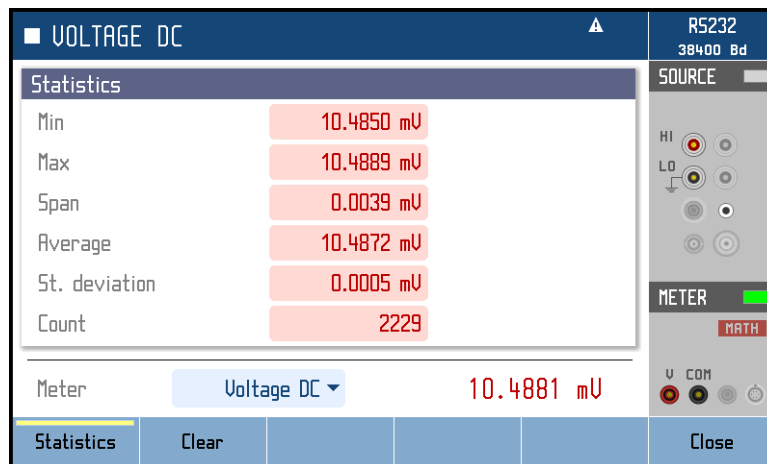 VOLTAGE DC
RS232
38400 Bd
Statistics
SOURCE
Min 10.4850 mV
Max 10.4889 mV
Span 0.0039 mV
Average 10.4872 mV
St. deviation 0.0005 mV
Count 2229
HI
LO
METER
MATH
V COM
Meter Voltage DC 10.4881 mV
Statistics Clear Close